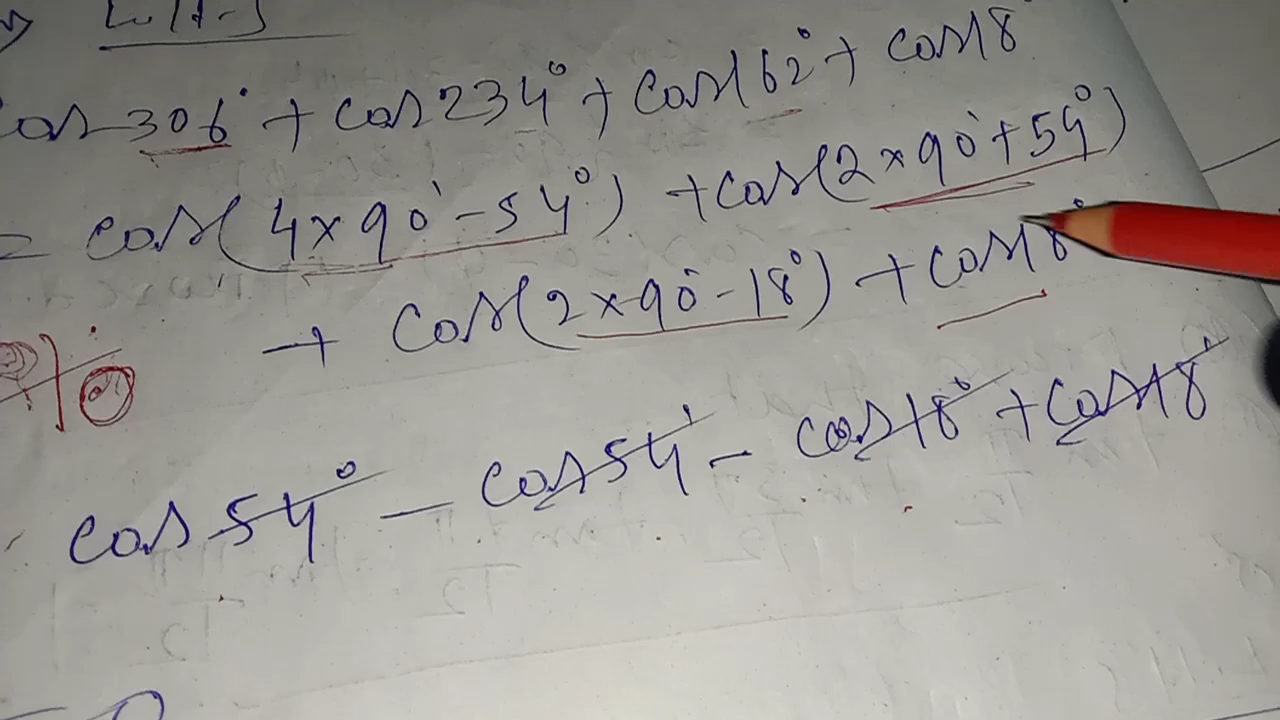 L.H.S
cos 306° + cos 234° + cos 162° + cos 18°
= cos(4×90°-54°) + cos(2×90°+54°)
+ cos(2×90°-18°) + cos 18°
cos 54° - cos 54° - cos 18° + cos 18°
= 0